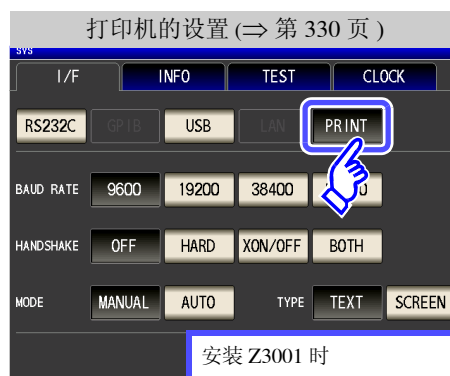 打印机的设置 (⇒ 第 330 页 )
SYS
I/F INFO TEST CLOCK
RS232C GPIB USB LAN PRINT
BAUD RATE 9600 19200 38400
HANDSHAKE OFF HARD XON/OFF BOTH
MODE MANUAL AUTO TYPE TEXT SCREEN
安装 Z3001 时